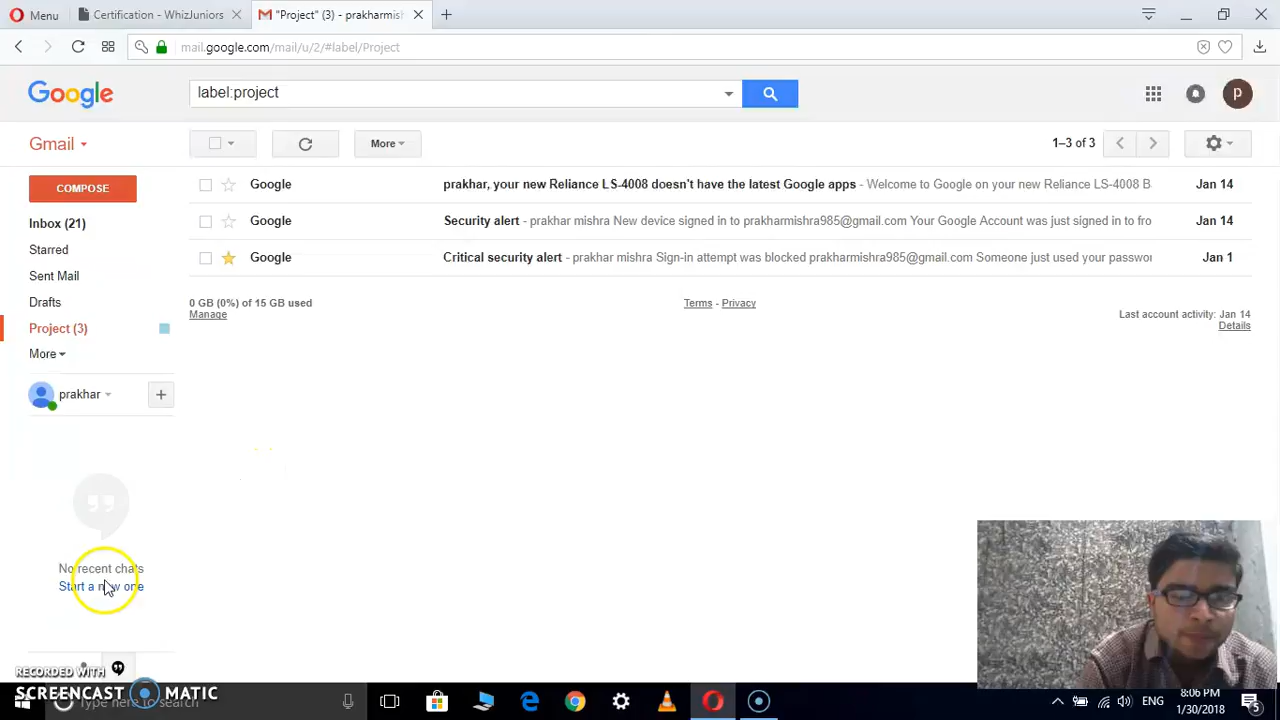 Menu
Certification - WhizJuniors
"Project" (3) - prakharmish
mail.google.com/mail/u/2/#label/Project
Google
label:project
p
Gmail
More
1–3 of 3
COMPOSE
Google
prakhar, your new Reliance LS-4008 doesn't have the latest Google apps - Welcome to Google on your new Reliance LS-4008 B
Jan 14
Inbox (21)
Google
Security alert - prakhar mishra New device signed in to prakharmishra985@gmail.com Your Google Account was just signed in to fro
Jan 14
Starred
Google
Critical security alert - prakhar mishra Sign-in attempt was blocked prakharmishra985@gmail.com Someone just used your passwor
Jan 1
Sent Mail
Drafts
0 GB (0%) of 15 GB used
Manage
Terms - Privacy
Last account activity: Jan 14
Details
Project (3)
More
prakhar
No recent chats
Start a new one
RECORDED WITH
SCREENCAST MATIC
Type here to search
ENG
8:06 PM
1/30/2018
5